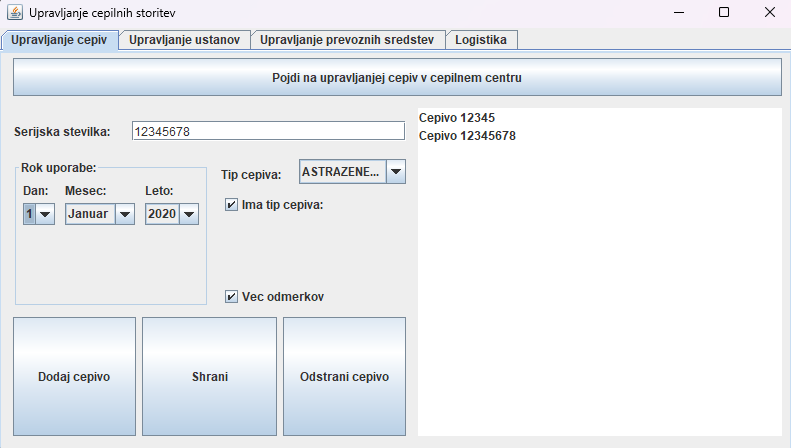 Upravljanje cepilnih storitev
Upravljanje cepiv Upravljanje ustanov Upravljanje prevoznih sredstev Logistika
Pojdi na upravljanjej cepiv v cepilnem centru
Serijska stevilka: 12345678
Rok uporabe:
Dan: Mesec: Leto:
1 Januar 2020
Tip cepiva: ASTRAZENE...
Ima tip cepiva:
Vec odmerkov
Dodaj cepivo Shrani Odstrani cepivo
Cepivo 12345
Cepivo 12345678